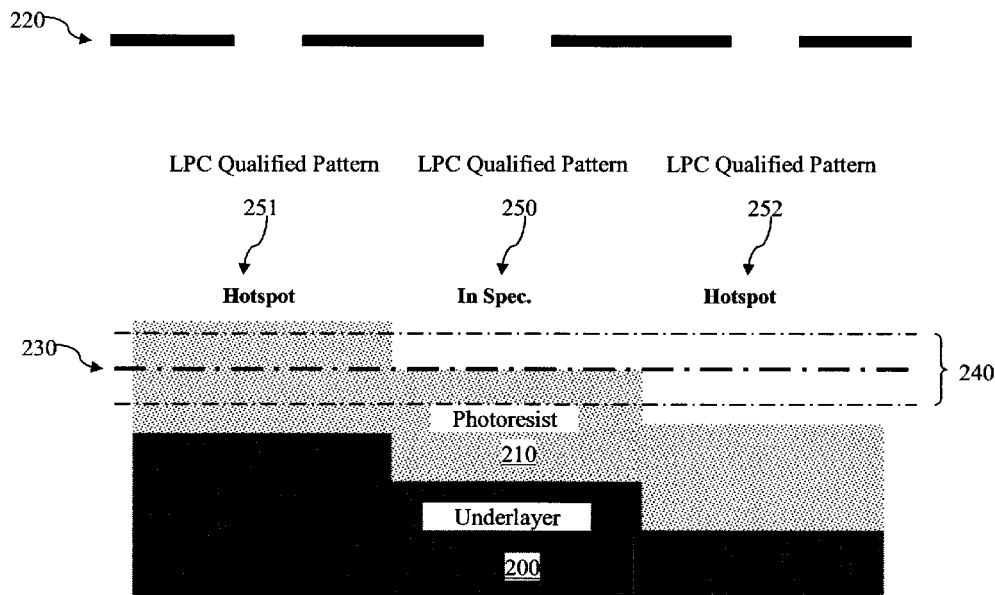 220
LPC Qualified Pattern LPC Qualified Pattern LPC Qualified Pattern
251 250 252
Hotspot In Spec. Hotspot
230
240
Photoresist
210
Underlayer
200